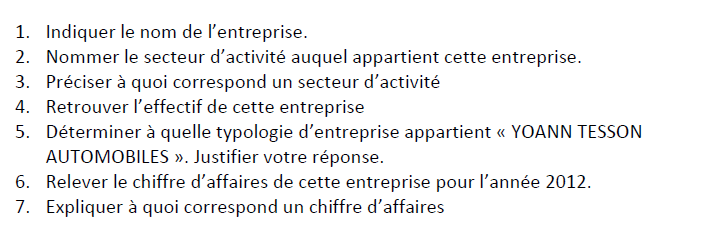 1. Indiquer le nom de l'entreprise.
2. Nommer le secteur d'activité auquel appartient cette entreprise.
3. Préciser à quoi correspond un secteur d'activité
4. Retrouver l'effectif de cette entreprise
5. Déterminer à quelle typologie d'entreprise appartient « YOANN TESSON
AUTOMOBILES ». Justifier votre réponse.
6. Relever le chiffre d'affaires de cette entreprise pour l'année 2012.
7. Expliquer à quoi correspond un chiffre d'affaires